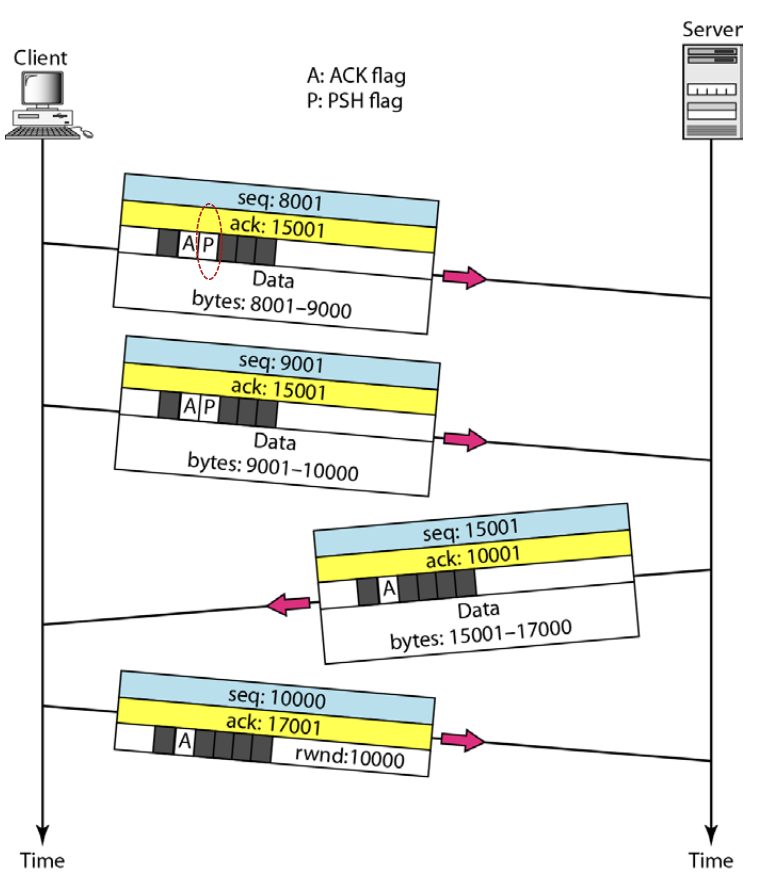 Server
Client
A: ACK flag
P: PSH flag
seq: 8001
ack: 15001
A P
Data
bytes: 8001–9000
seq: 9001
ack: 15001
A P
Data
bytes: 9001–10000
seq: 15001
ack: 10001
A
Data
bytes: 15001–17000
seq: 10000
ack: 17001
A
rwnd:10000
Time
Time